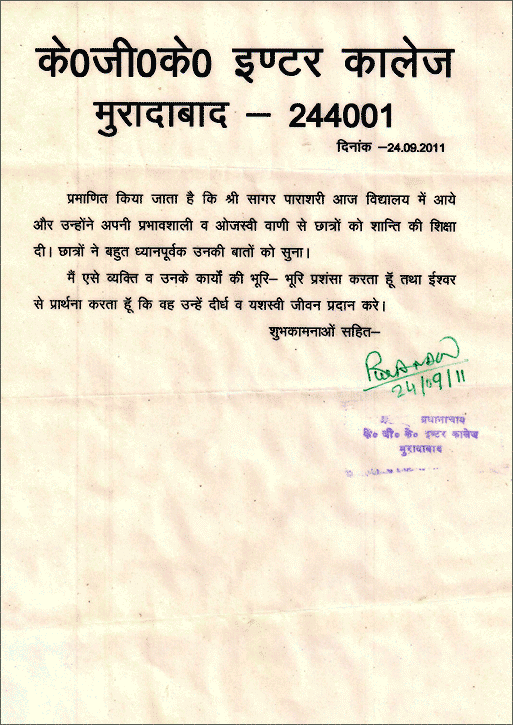 के0जी0के0 इण्टर कालेज
मुरादाबाद – 244001
दिनांक –24.09.2011
प्रमाणित किया जाता है कि श्री सागर पाराशरी आज विद्यालय में आये
और उन्होंने अपनी प्रभावशाली व ओजस्वी वाणी से छात्रों को शान्ति की शिक्षा
दी। छात्रों ने बहुत ध्यानपूर्वक उनकी बातों को सुना।
मैं एसे व्यक्ति व उनके कार्यों की भूरि– भूरि प्रशंसा करता हूँ तथा ईश्वर
से प्रार्थना करता हूँ कि वह उन्हें दीर्ध व यशस्वी जीवन प्रदान करे।
शुभकामनाओं सहित–
24/09/11
प्रधानाचाय
के० जी० के० इण्टर कालेज
मुरादाबाद